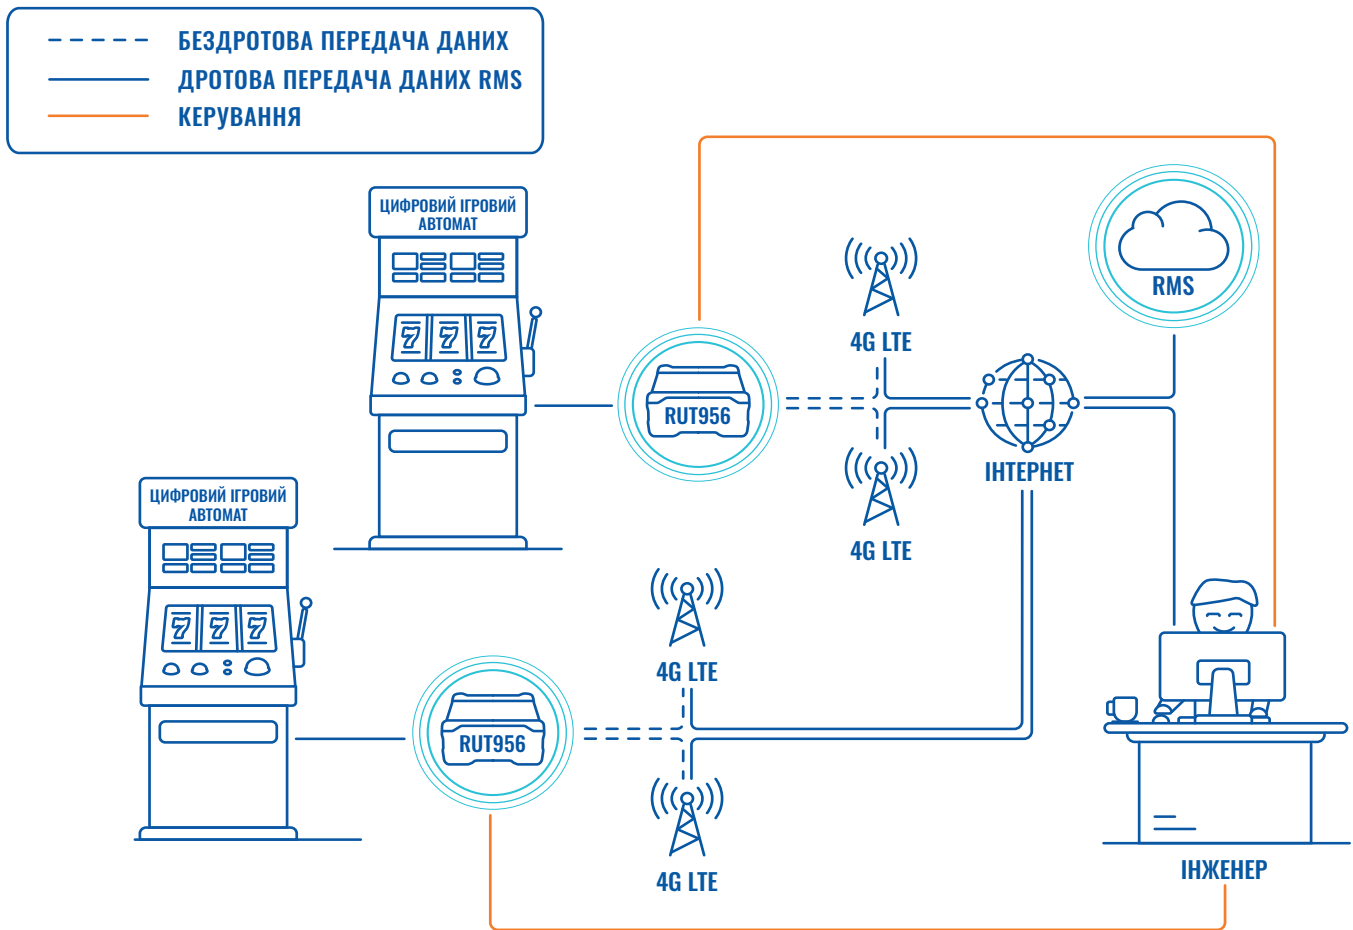 БЕЗДРОТОВА ПЕРЕДАЧА ДАНИХ
ДРОТОВА ПЕРЕДАЧА ДАНИХ RMS
КЕРУВАННЯ
ЦИФРОВИЙ ІГРОВИЙ
АВТОМАТ
777
RUT956
4G LTE
4G LTE
RMS
ІНТЕРНЕТ
ЦИФРОВИЙ ІГРОВИЙ
АВТОМАТ
777
RUT956
4G LTE
4G LTE
ІНЖЕНЕР